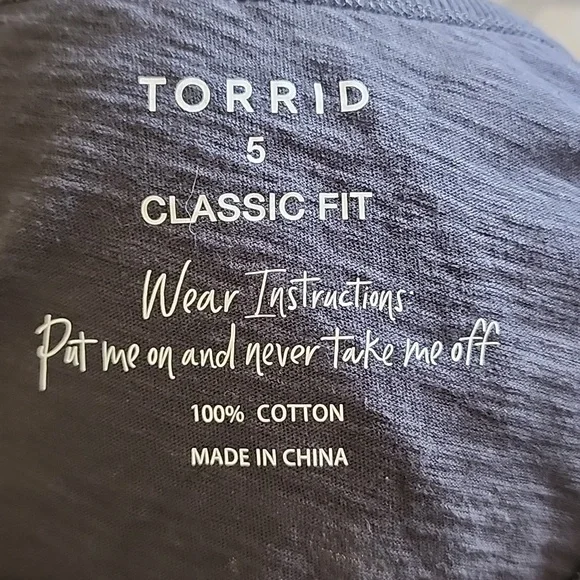 TORRID
5
CLASSIC FIT
Wear Instructions:
Put me on and never take me off
100% COTTON
MADE IN CHINA